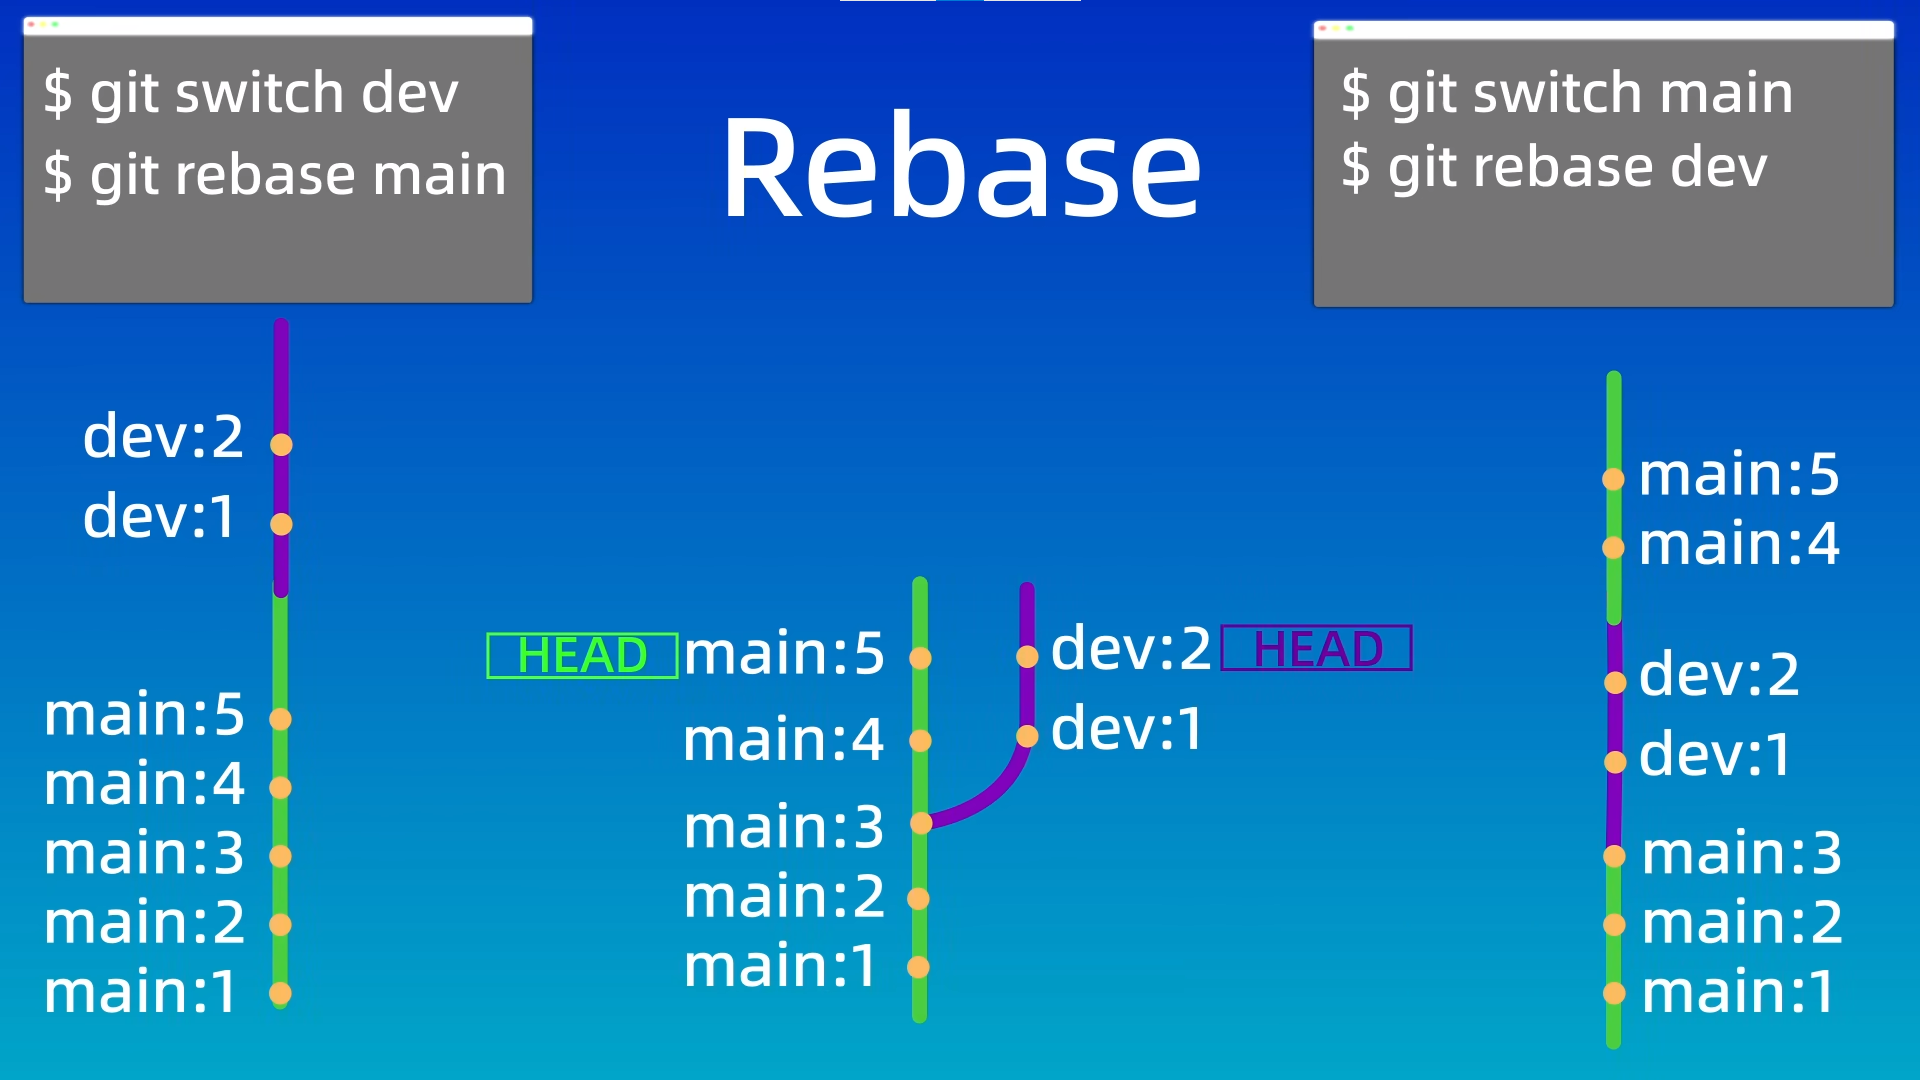 $ git switch dev
$ git rebase main
Rebase
$ git switch main
$ git rebase dev
dev:2
dev:1
main:5
main:4
main:3
main:2
main:1
HEAD main:5
main:4
main:3
main:2
main:1
dev:2 HEAD
dev:1
main:5
main:4
dev:2
dev:1
main:3
main:2
main:1